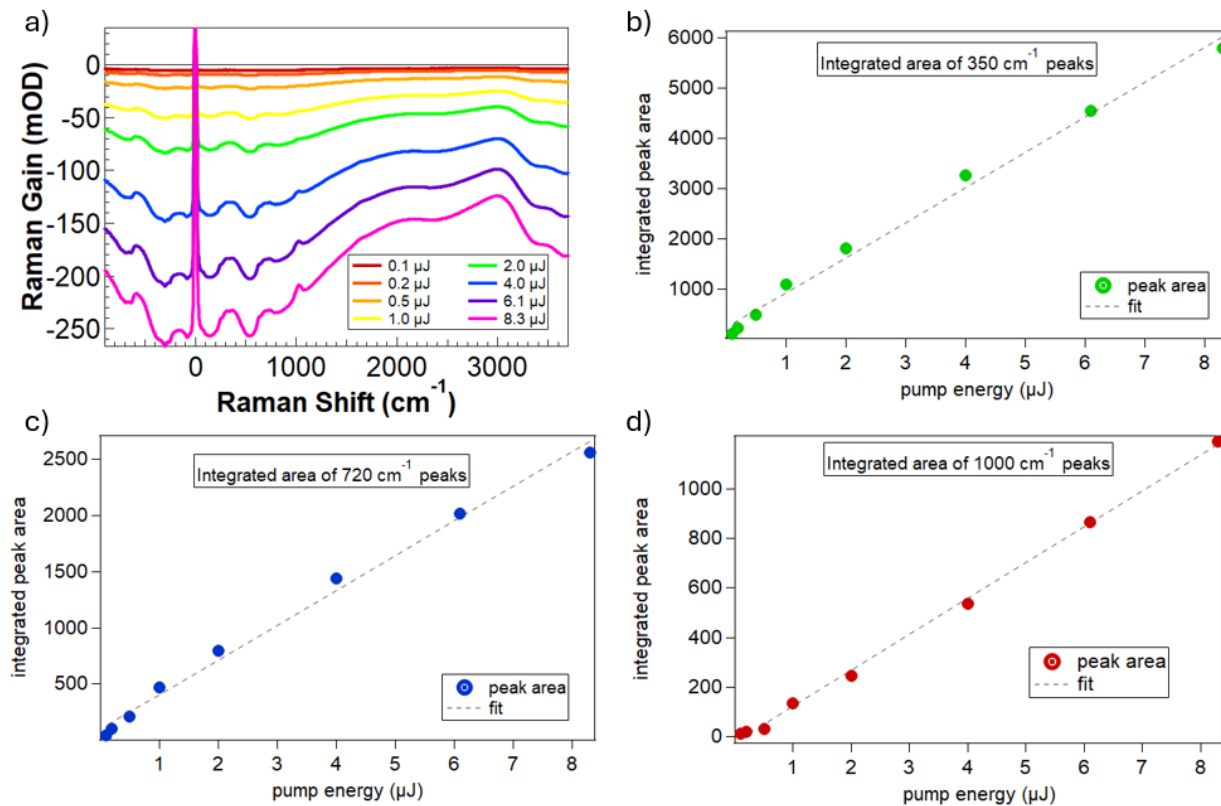 a)
Raman Gain (mOD)
0
-50
-100
-150
-200
-250
0.1 µJ
2.0 µJ
0.2 µJ
4.0 µJ
0.5 µJ
6.1 µJ
1.0 µJ
8.3 µJ
0 1000 2000 3000
Raman Shift (cm⁻¹)
b)
integrated peak area
6000
5000
4000
3000
2000
1000
Integrated area of 350 cm⁻¹ peaks
peak area
fit
1 2 3 4 5 6 7 8
pump energy (µJ)
c)
integrated peak area
2500
2000
1500
1000
500
Integrated area of 720 cm⁻¹ peaks
peak area
fit
1 2 3 4 5 6 7 8
pump energy (µJ)
d)
integrated peak area
1000
800
600
400
200
0
Integrated area of 1000 cm⁻¹ peaks
peak area
fit
1 2 3 4 5 6 7 8
pump energy (µJ)